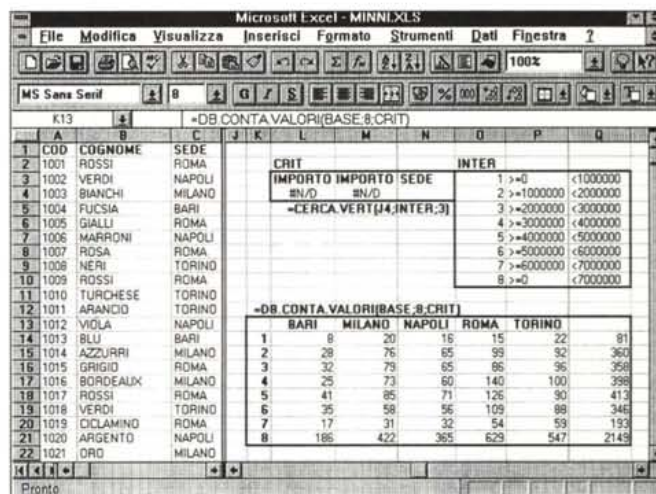 Microsoft Excel - MINNI.XLS
File Modifica Visualizza Inserisci Formato Strumenti Dati Finestra ?
100%
MS Sans Serif 8 G I S % 000
K13 =DB.CONTA.VALORI(BASE;8;CRIT)
A B C J K L M N O P Q
1 COD COGNOME SEDE
2 1001 ROSSI ROMA CRIT INTER
3 1002 VERDI NAPOLI IMPORTO IMPORTO SEDE 1 >=0 <1000000
4 1003 BIANCHI MILANO #N/D #N/D 2 >=1000000 <2000000
5 1004 FUCSIA BARI =CERCA.VERT(J4;INTER;3) 3 >=2000000 <3000000
6 1005 GIALLI ROMA 4 >=3000000 <4000000
7 1006 MARRONI NAPOLI 5 >=4000000 <5000000
8 1007 ROSA ROMA 6 >=5000000 <6000000
9 1008 NERI TORINO 7 >=6000000 <7000000
10 1009 ROSSI ROMA 8 >=0 <7000000
11 1010 TURCHESE TORINO
12 1011 ARANCIO TORINO =DB.CONTA.VALORI(BASE;8;CRIT)
13 1012 VIOLA NAPOLI BARI MILANO NAPOLI ROMA TORINO
14 1013 BLU BARI 1 8 20 16 15 22 81
15 1014 AZZURRI MILANO 2 28 76 65 99 92 360
16 1015 GRIGIO ROMA 3 32 79 65 86 96 358
17 1016 BORDEAUX MILANO 4 25 73 60 140 100 398
18 1017 ROSSI ROMA 5 41 85 71 126 90 413
19 1018 VERDI TORINO 6 35 58 56 109 88 346
20 1019 CICLAMINO ROMA 7 17 31 32 54 59 193
21 1020 ARGENTO NAPOLI 8 186 422 365 629 547 2149
22 1021 ORO MILANO
Pronto